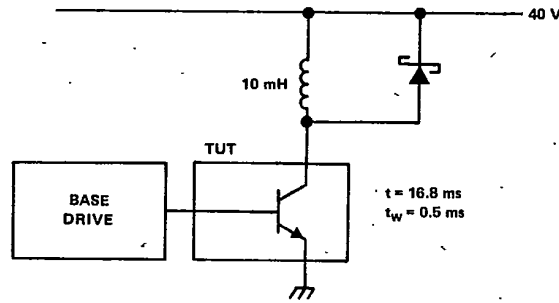 40 V
10 mH
TUT
BASE
DRIVE
t = 16.8 ms
tw = 0.5 ms